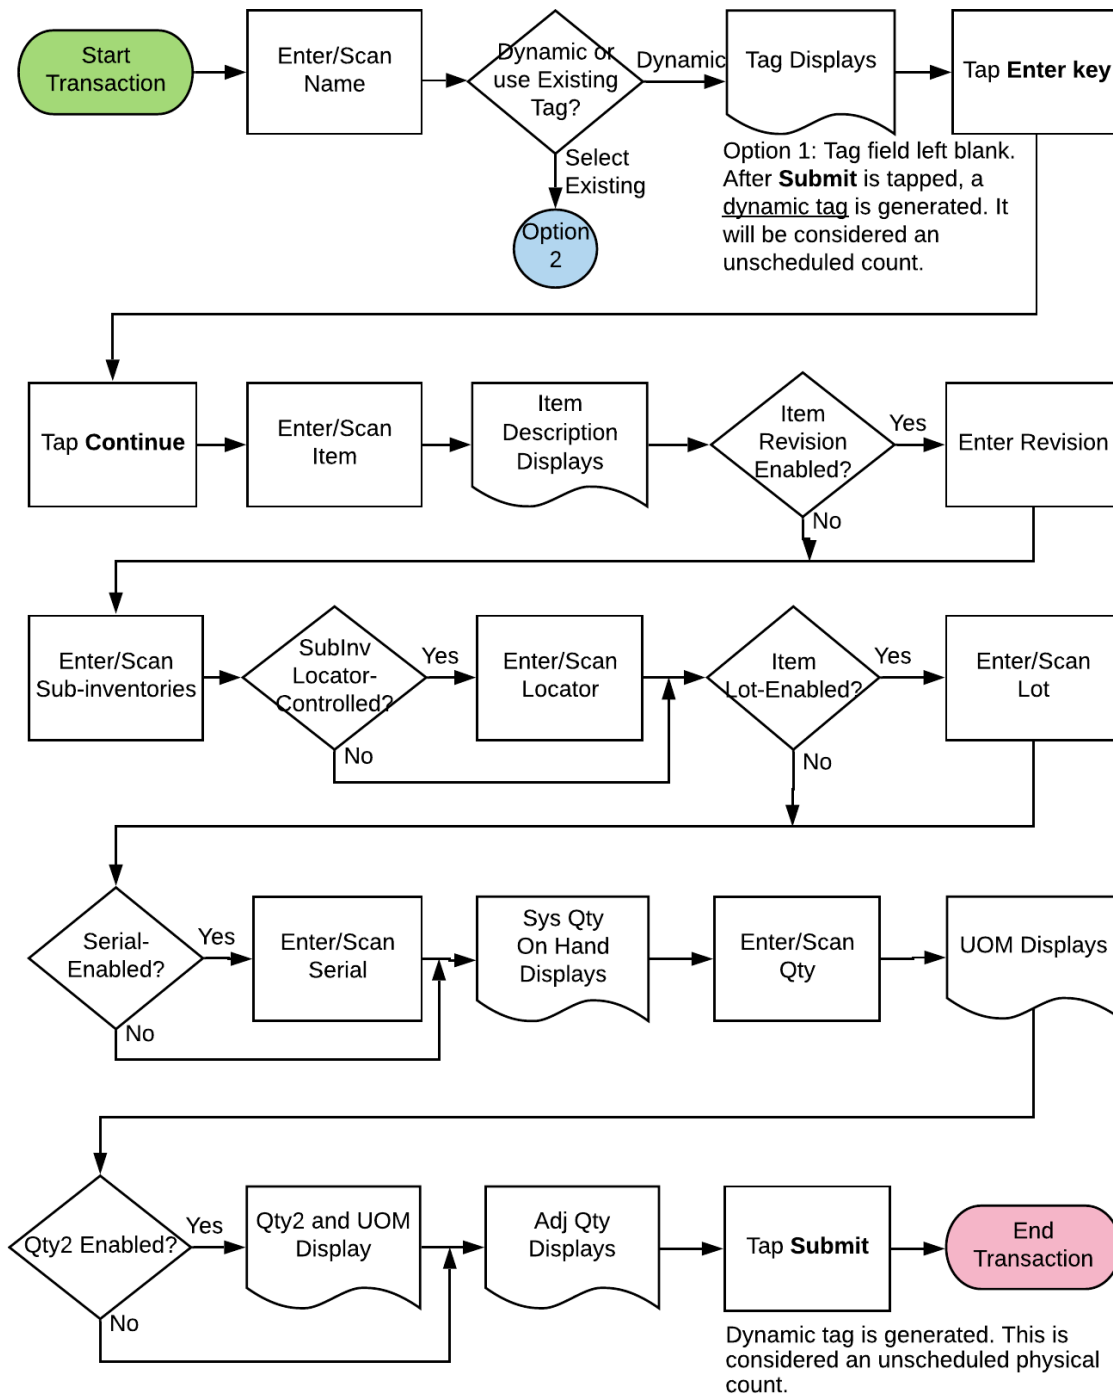 Start
Transaction
Enter/Scan
Name
Dynamic or
use Existing
Tag?
Dynamic
Tag Displays
Tap Enter key
Select
Existing
Option
2
Option 1: Tag field left blank.
After Submit is tapped, a
dynamic tag is generated. It
will be considered an
unscheduled count.
Tap Continue
Enter/Scan
Item
Item
Description
Displays
Item
Revision
Enabled?
Yes
Enter Revision
No
Enter/Scan
Sub-inventories
SubInv
Locator-
Controlled?
Yes
Enter/Scan
Locator
Item
Lot-Enabled?
Yes
Enter/Scan
Lot
No
No
Serial-
Enabled?
Yes
Enter/Scan
Serial
Sys Qty
On Hand
Displays
Enter/Scan
Qty
UOM Displays
No
Qty2 Enabled?
Yes
Qty2 and UOM
Display
Adj Qty
Displays
Tap Submit
End
Transaction
No
Dynamic tag is generated. This is
considered an unscheduled physical
count.